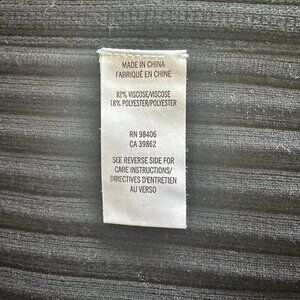 MADE IN CHINA
FABRIQUÉ EN CHINE
82% VISCOSE/VISCOSE
18% POLYESTER/POLYESTER
RN 98406
CA 39862
SEE REVERSE SIDE FOR
CARE INSTRUCTIONS/
DIRECTIVES D'ENTRETIEN
AU VERSO